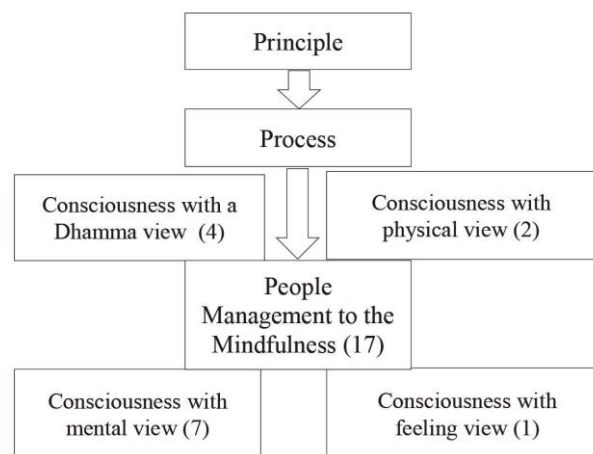 Principle
Process
Consciousness with a
Dhamma view (4)
Consciousness with
physical view (2)
People
Management to the
Mindfulness (17)
Consciousness with
mental view (7)
Consciousness with
feeling view (1)